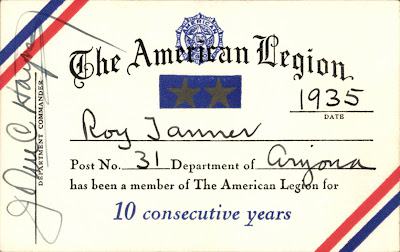 The American Legion
1935
DATE
Roy Tanner
Post No. 31 Department of Arizona
has been a member of The American Legion for
10 consecutive years
DEPARTMENT COMMANDER